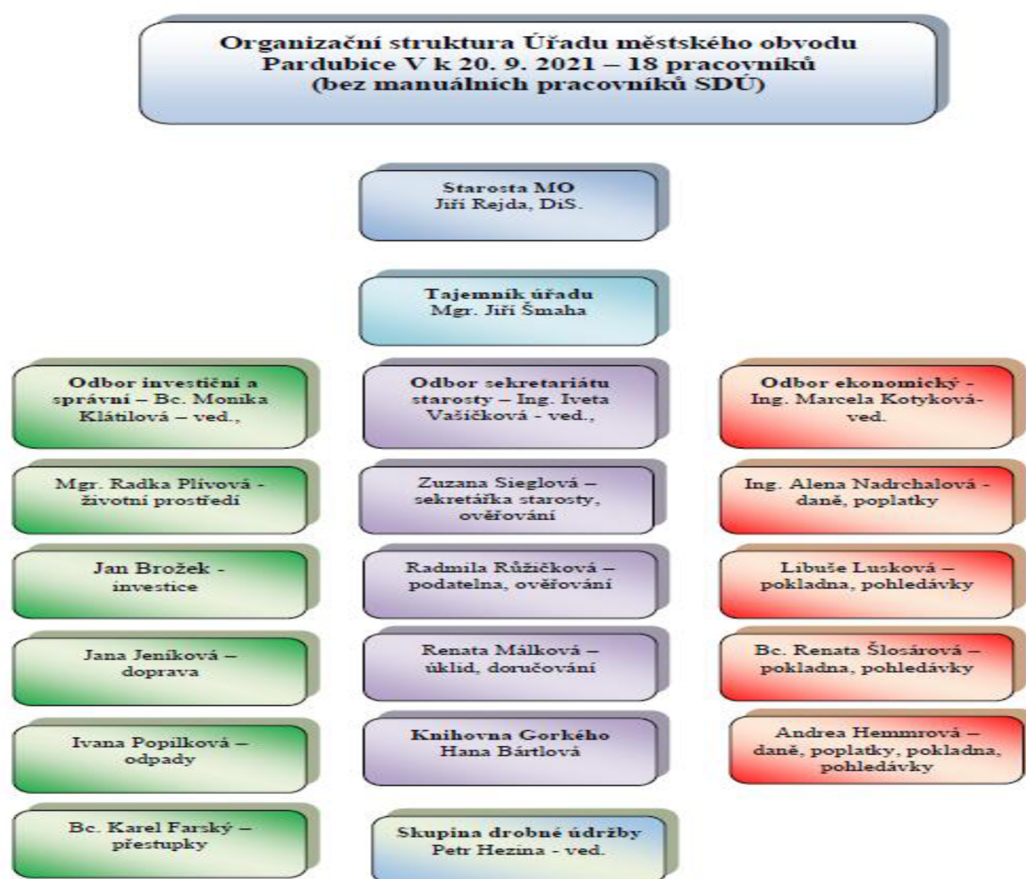 Organizační struktura Úřadu městského obvodu
Pardubice V k 20. 9. 2021 – 18 pracovníků
(bez manuálních pracovníků SDÚ)
Starosta MO
Jiří Rejda, DiS.
Tajemník úřadu
Mgr. Jiří Šmaha
Odbor investiční a
správní – Bc. Monika
Klátilová – ved.,
Mgr. Radka Plívová -
životní prostředí
Jan Brožek -
investice
Jana Jeníková –
doprava
Ivana Popilková –
odpady
Bc. Karel Farský –
přestupky
Odbor sekretariátu
starosty – Ing. Iveta
Vašíčková - ved.,
Zuzana Sieglová –
sekretářka starosty,
ověřování
Radmila Růžičková –
podatelna, ověřování
Renata Málková –
úklid, doručování
Knihovna Gorkého
Hana Bártlová
Skupina drobné údržby
Petr Hezina - ved.
Odbor ekonomický -
Ing. Marcela Kotyková-
ved.
Ing. Alena Nadrchalová -
daně, poplatky
Libuše Lusková –
pokladna, pohledávky
Bc. Renata Šlosárová –
pokladna, pohledávky
Andrea Hemmrová –
daně, poplatky, pokladna,
pohledávky